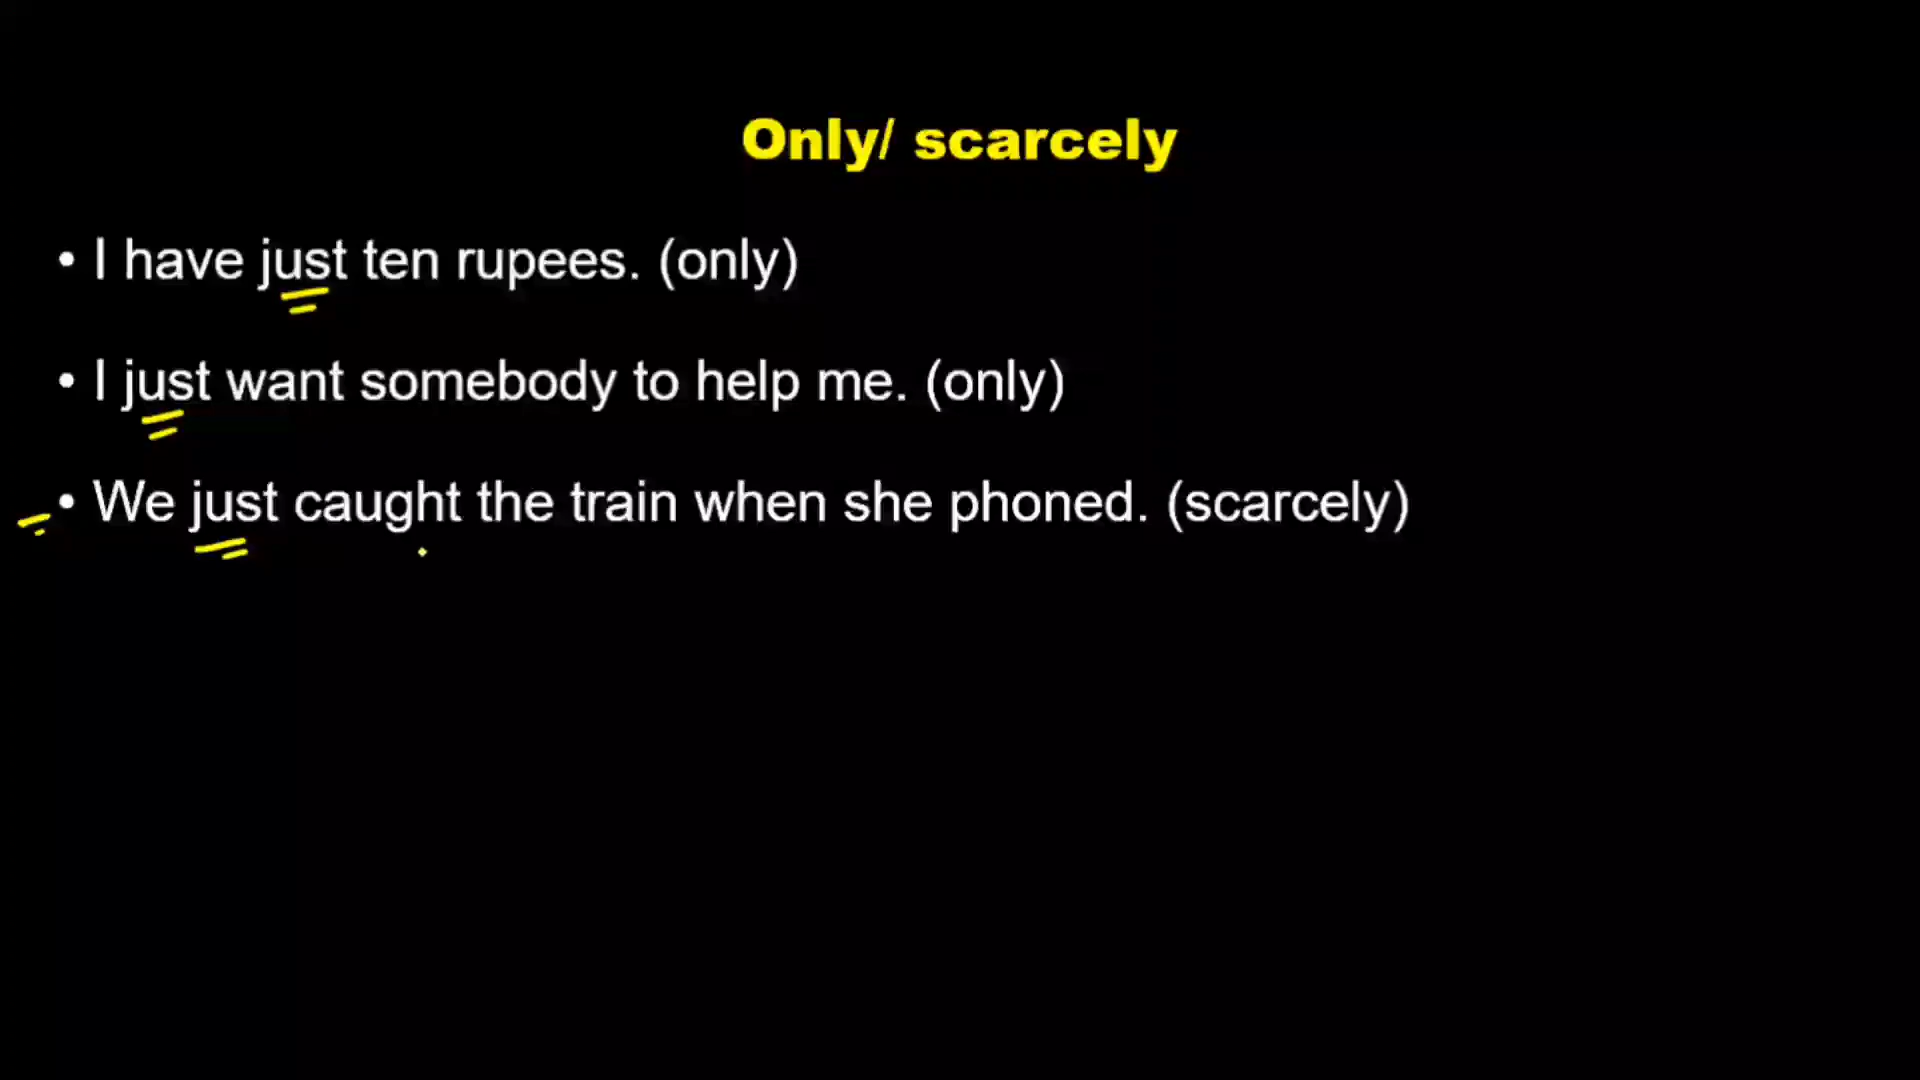 Only/ scarcely
• I have just ten rupees. (only)
• I just want somebody to help me. (only)
• We just caught the train when she phoned. (scarcely)